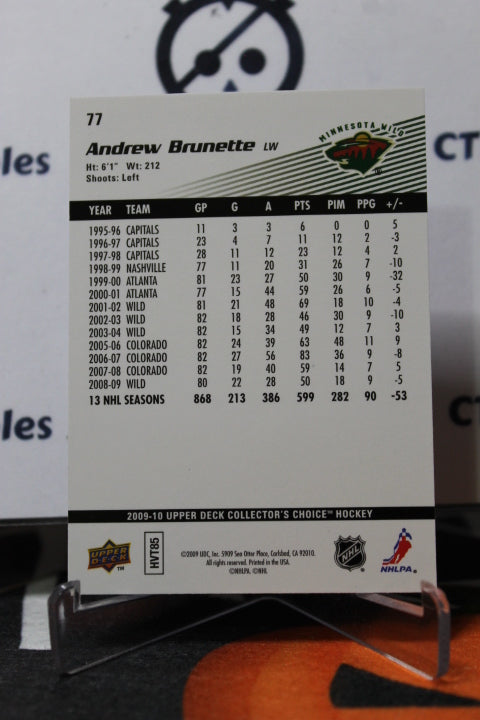 77
Andrew Brunette LW
Ht: 6'1" Wt: 212
Shoots: Left
MINNESOTA WILD
YEAR TEAM GP G A PTS PIM PPG +/-
1995-96 CAPITALS 11 3 3 6 0 0 5
1996-97 CAPITALS 23 4 7 11 12 2 -3
1997-98 CAPITALS 28 11 12 23 12 4 2
1998-99 NASHVILLE 77 11 20 31 26 7 -10
1999-00 ATLANTA 81 23 27 50 30 9 -32
2000-01 ATLANTA 77 15 44 59 26 6 -5
2001-02 WILD 81 21 48 69 18 10 -4
2002-03 WILD 82 18 28 46 30 9 -10
2003-04 WILD 82 15 34 49 12 7 3
2005-06 COLORADO 82 24 39 63 48 11 9
2006-07 COLORADO 82 27 56 83 36 9 -8
2007-08 COLORADO 82 19 40 59 14 7 5
2008-09 WILD 80 22 28 50 18 9 -5
13 NHL SEASONS 868 213 386 599 282 90 -53
2009-10 UPPER DECK COLLECTOR'S CHOICE™ HOCKEY
UPPER DECK ™
HVT85
©2009 UDC, Inc. 5909 Sea Otter Place, Carlsbad, CA 92010.
All rights reserved. Printed in the USA.
©NHLPA. ©NHL
NHL
NHLPA.
bles
CT
les
CT